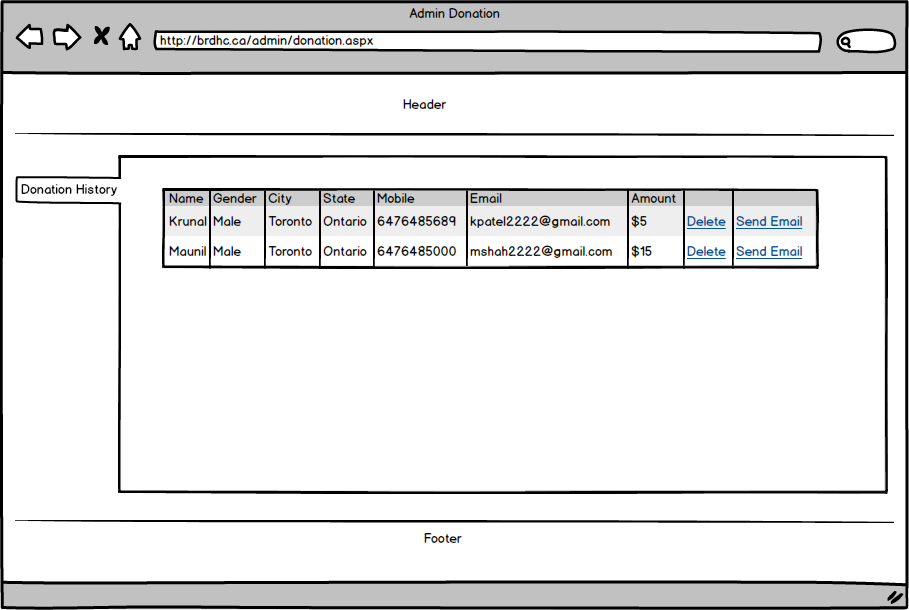 Admin Donation
http://brdhc.ca/admin/donation.aspx
Header
Donation History
Name Gender City State Mobile Email Amount
Krunal Male Toronto Ontario 6476485689 kpatel2222@gmail.com $5 Delete Send Email
Maunil Male Toronto Ontario 6476485000 mshah2222@gmail.com $15 Delete Send Email
Footer